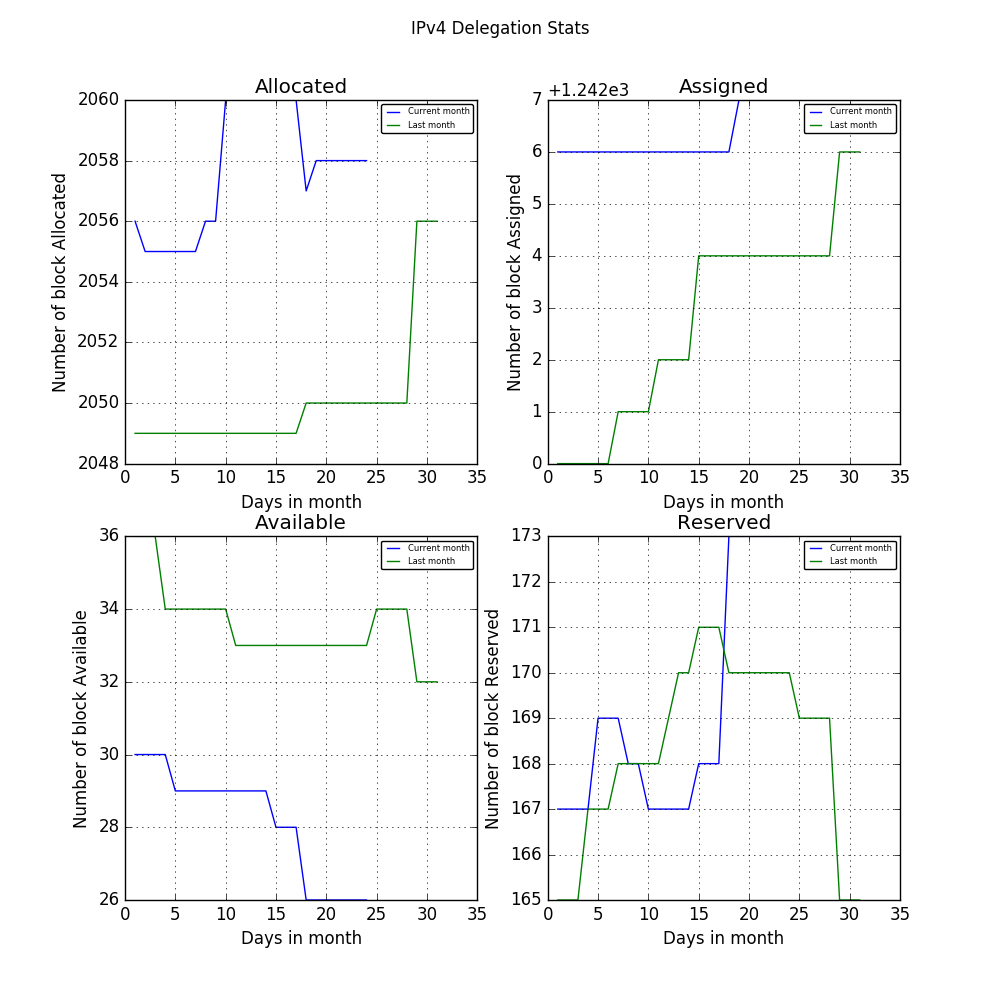 IPv4 Delegation Stats
Allocated
2060
2058
2056
2054
2052
2050
2048
Number of block Allocated
0 5 10 15 20 25 30 35
Days in month
Current month
Last month
+1.242e3
Assigned
7
6
5
4
3
2
1
0
Number of block Assigned
0 5 10 15 20 25 30 35
Days in month
Current month
Last month
Available
36
34
32
30
28
26
Number of block Available
0 5 10 15 20 25 30 35
Days in month
Current month
Last month
Reserved
173
172
171
170
169
168
167
166
165
Number of block Reserved
0 5 10 15 20 25 30 35
Days in month
Current month
Last month